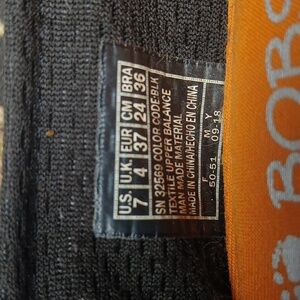 U.S. U.K. EUR CM BRA
7 4 37 24 36
SN 32569 COLOR CODE:BLK
TEXTILE UPPER BALANCE
MAN MADE MATERIAL
MADE IN CHINA/HECHO EN CHINA
F M Y
50-51 09-18
BOBS